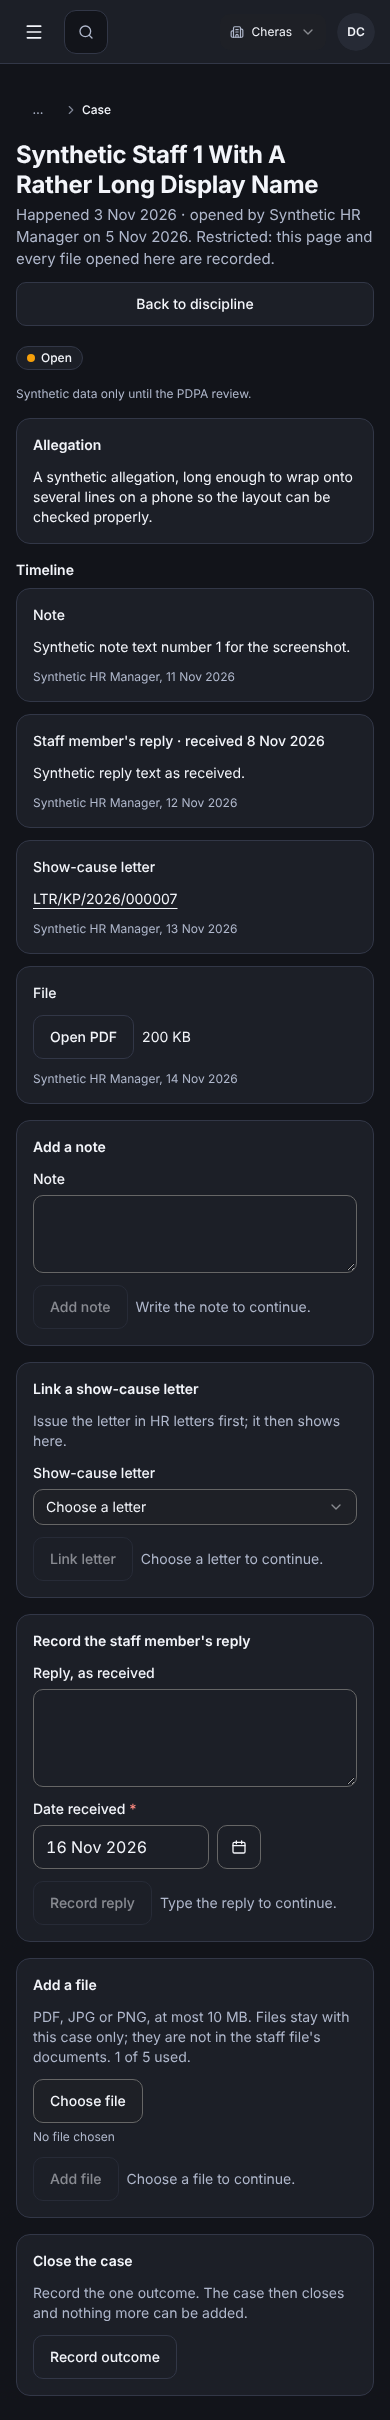 Cheras
DC
... > Case
Synthetic Staff 1 With A
Rather Long Display Name
Happened 3 Nov 2026 · opened by Synthetic HR
Manager on 5 Nov 2026. Restricted: this page and
every file opened here are recorded.
Back to discipline
Open
Synthetic data only until the PDPA review.
Allegation
A synthetic allegation, long enough to wrap onto
several lines on a phone so the layout can be
checked properly.
Timeline
Note
Synthetic note text number 1 for the screenshot.
Synthetic HR Manager, 11 Nov 2026
Staff member's reply · received 8 Nov 2026
Synthetic reply text as received.
Synthetic HR Manager, 12 Nov 2026
Show-cause letter
LTR/KP/2026/000007
Synthetic HR Manager, 13 Nov 2026
File
Open PDF 200 KB
Synthetic HR Manager, 14 Nov 2026
Add a note
Note
Add note Write the note to continue.
Link a show-cause letter
Issue the letter in HR letters first; it then shows
here.
Show-cause letter
Choose a letter
Link letter Choose a letter to continue.
Record the staff member's reply
Reply, as received
Date received *
16 Nov 2026
Record reply Type the reply to continue.
Add a file
PDF, JPG or PNG, at most 10 MB. Files stay with
this case only; they are not in the staff file's
documents. 1 of 5 used.
Choose file
No file chosen
Add file Choose a file to continue.
Close the case
Record the one outcome. The case then closes
and nothing more can be added.
Record outcome